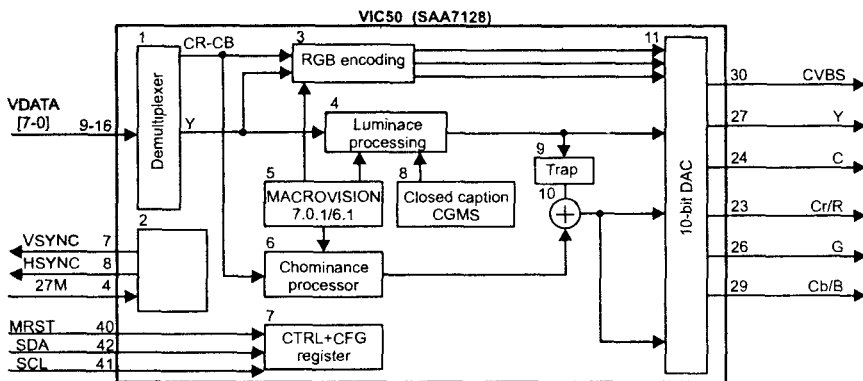 VIC50 (SAA7128)
1
CR-CB
3
RGB encoding
11
30 CVBS
VDATA
[7-0] 9-16
Demultiplexer
Y
4
Luminace
processing
27 Y
9
Trap
24 C
10-bit DAC
5
MACROVISION
7.0.1/6.1
8
Closed caption
CGMS
10
23 Cr/R
2
VSYNC 7
HSYNC 8
27M 4
6
Chominance
processor
26 G
29 Cb/B
7
MRST 40
SDA 42
SCL 41
CTRL+CFG
register